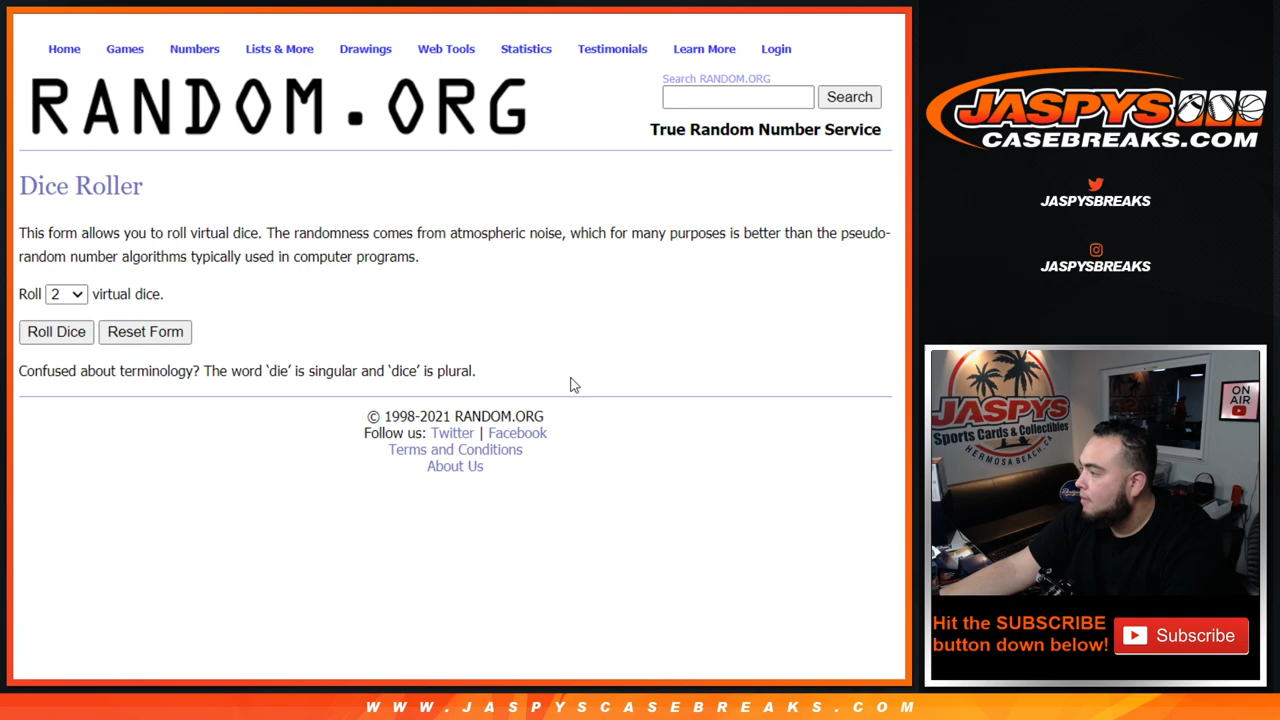 Home Games Numbers Lists & More Drawings Web Tools Statistics Testimonials Learn More Login
RANDOM.ORG
Search RANDOM.ORG
Search
True Random Number Service
Dice Roller
This form allows you to roll virtual dice. The randomness comes from atmospheric noise, which for many purposes is better than the pseudo-
random number algorithms typically used in computer programs.
Roll 2 virtual dice.
Roll Dice Reset Form
Confused about terminology? The word ‘die’ is singular and ‘dice’ is plural.
© 1998-2021 RANDOM.ORG
Follow us: Twitter | Facebook
Terms and Conditions
About Us
JASPYS
CASEBREAKS.COM
JASPYSBREAKS
JASPYSBREAKS
JASPYS
Sports Cards & Collectibles
HERMOSA BEACH, CA
ON
AIR
Hit the SUBSCRIBE
button down below!
Subscribe
WWW.JASPYSCASEBREAKS.COM